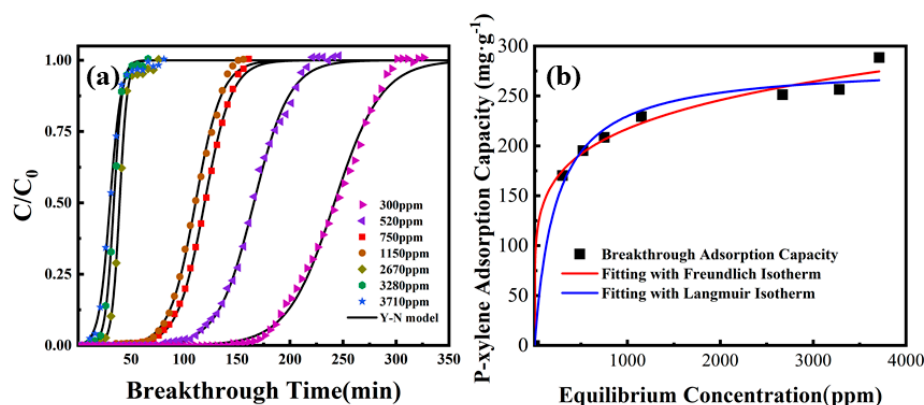 (a)
C/C0
1.00
0.75
0.50
0.25
0.00
300ppm
520ppm
750ppm
1150ppm
2670ppm
3280ppm
3710ppm
Y-N model
50 100 150 200 250 300 350
Breakthrough Time(min)
(b)
P-xylene Adsorption Capacity (mg·g-1)
300
250
200
150
100
50
0
Breakthrough Adsorption Capacity
Fitting with Freundlich Isotherm
Fitting with Langmuir Isotherm
0 1000 2000 3000 4000
Equilibrium Concentration(ppm)